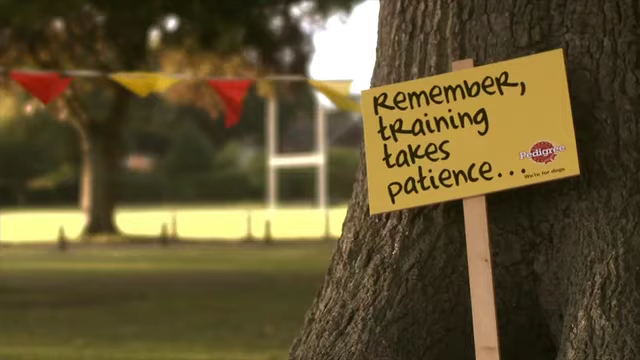 Remember,
tRaining
takes
patience...
Pedigree
We're for dogs